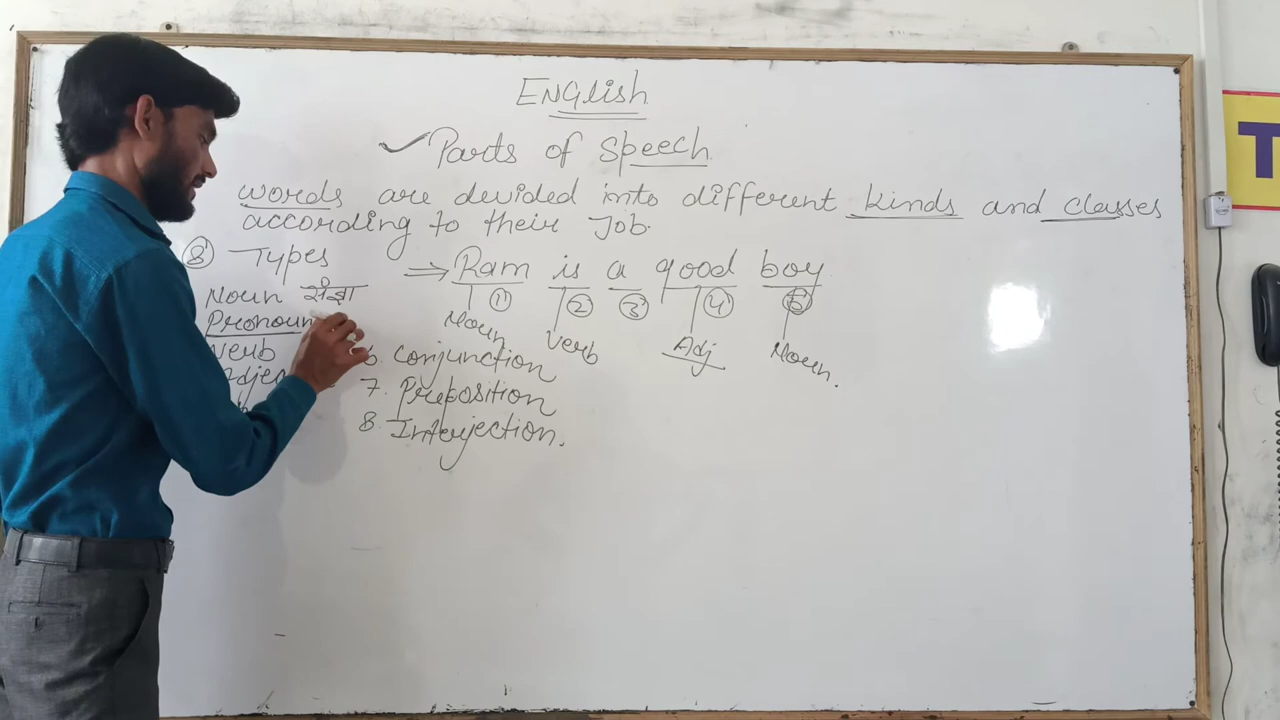 ENGlish
Parts of Speech
words are devided into different kinds and classes
according to their Job.
8 Types
⇒ Ram is a good boy
1 2 3 4 5
Noun Verb Adj Noun.
Noun संज्ञा
Pronoun
Verb
6. Conjunction
7. Preposition
8. Interjection.
T